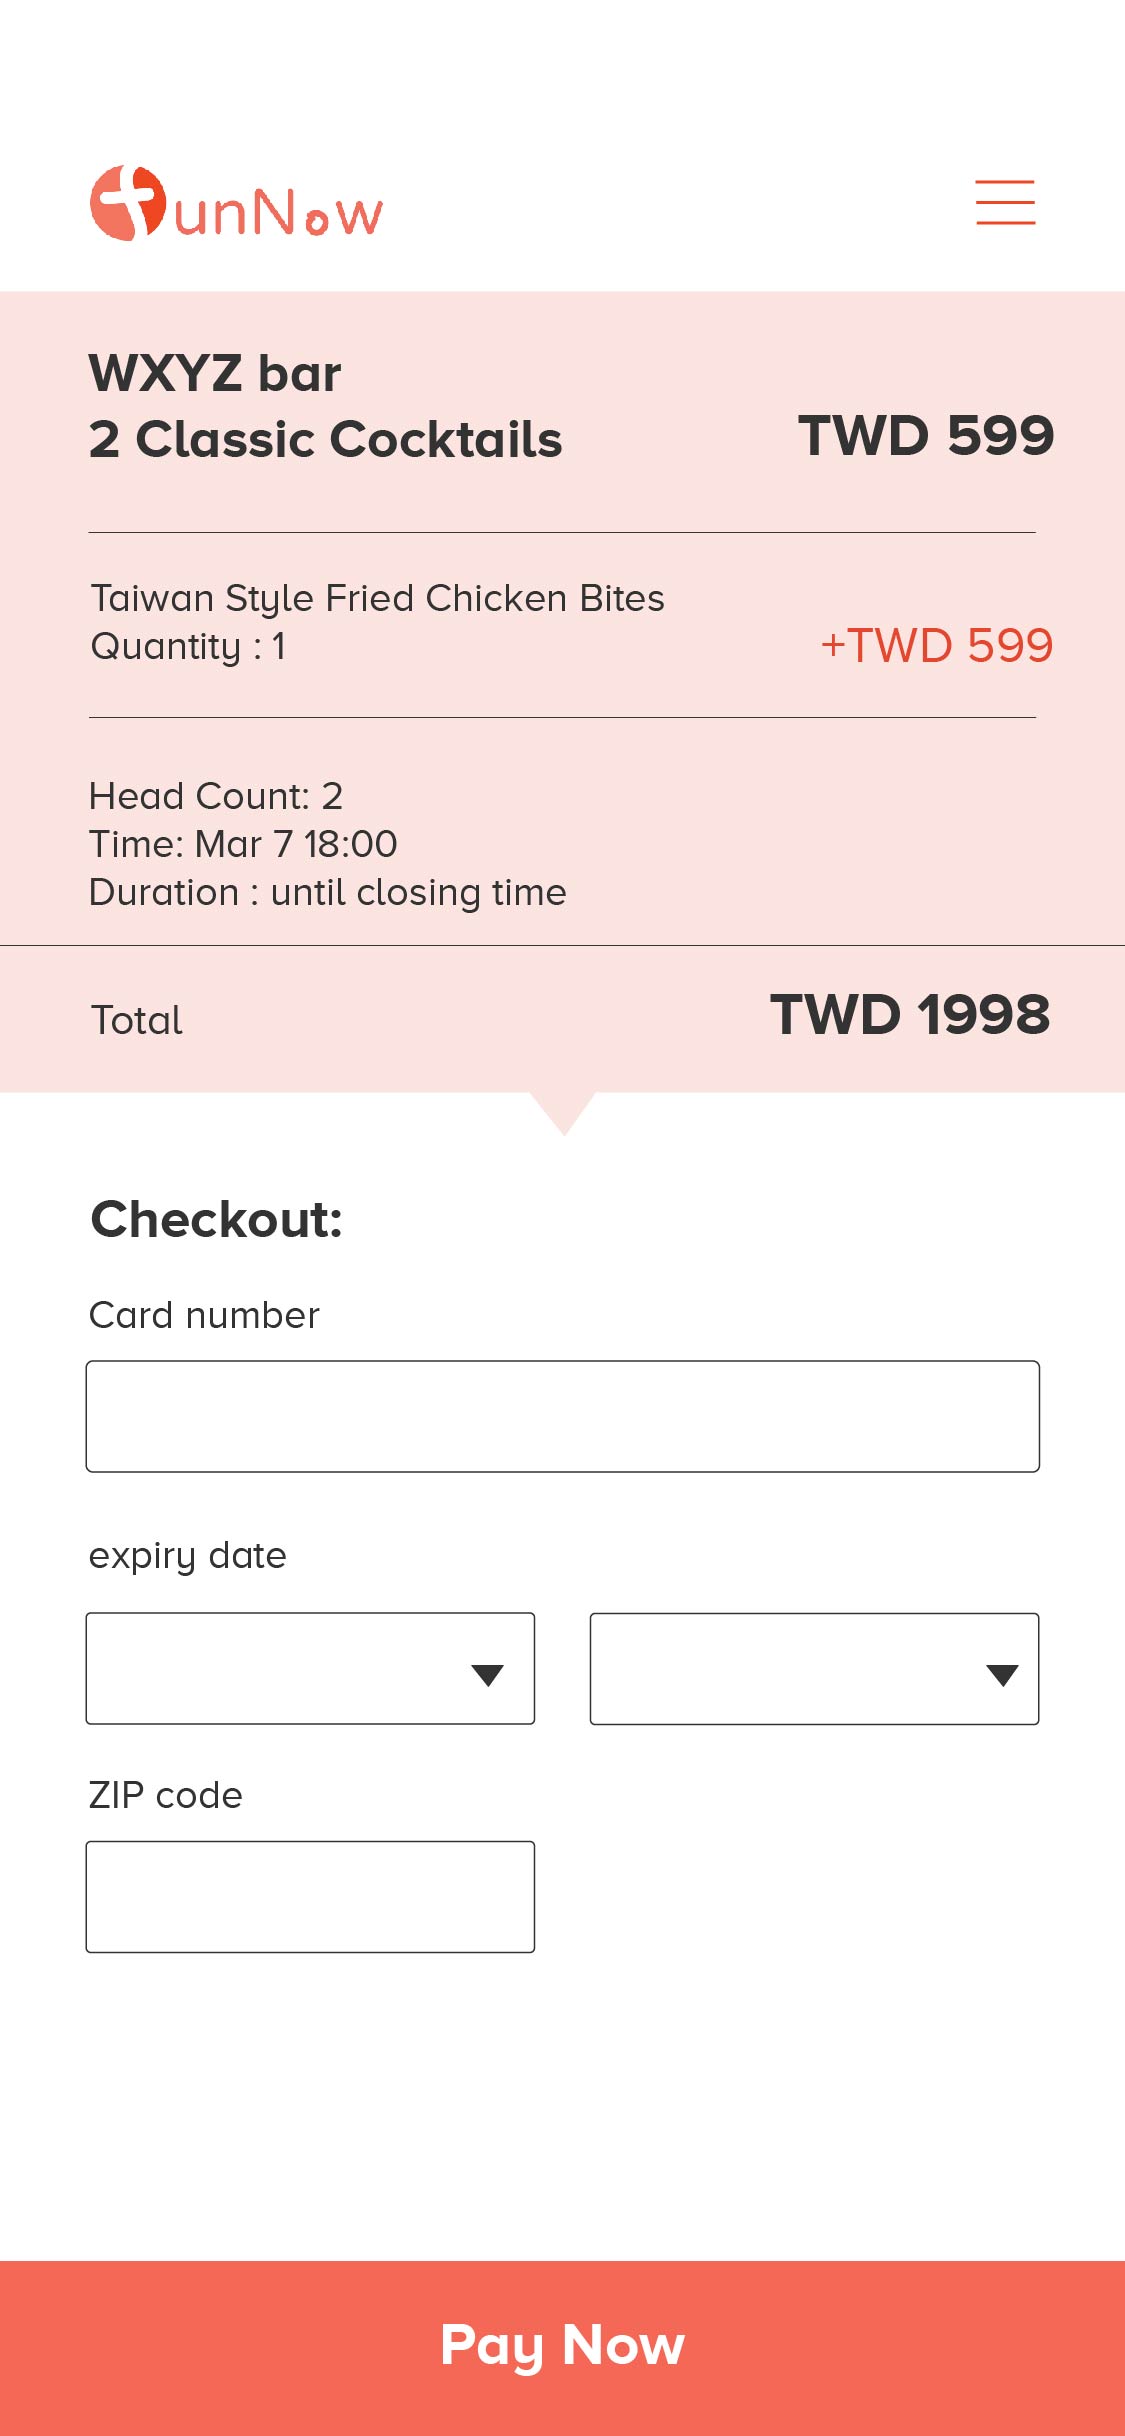 funNow
WXYZ bar
2 Classic Cocktails
TWD 599
Taiwan Style Fried Chicken Bites
Quantity : 1
+TWD 599
Head Count: 2
Time: Mar 7 18:00
Duration : until closing time
Total
TWD 1998
Checkout:
Card number
expiry date
ZIP code
Pay Now